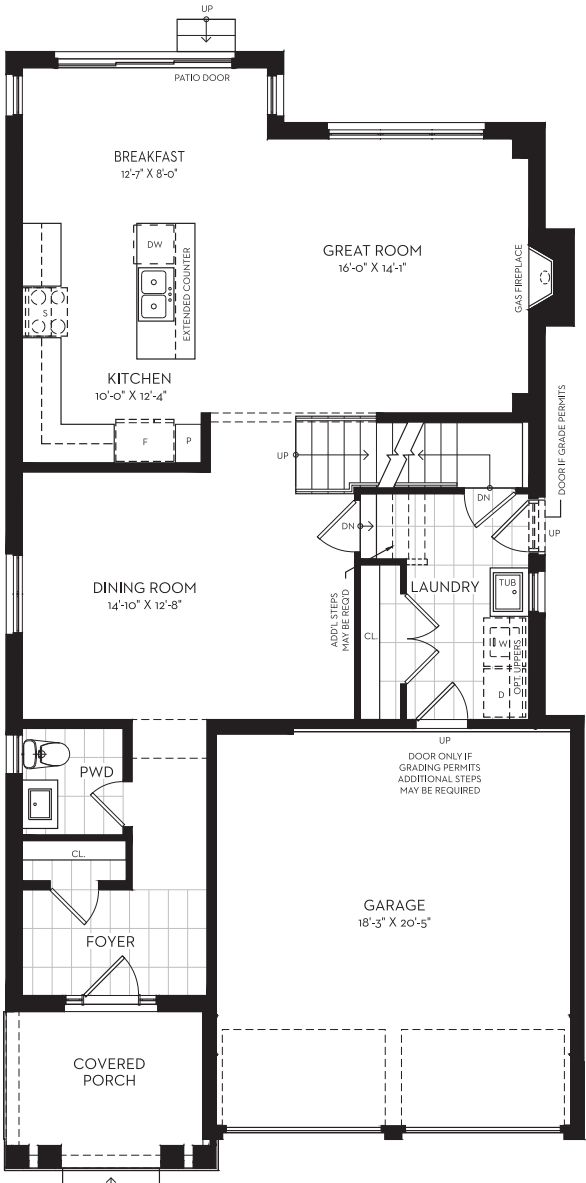 UP
PATIO DOOR
BREAKFAST
12'-7" X 8'-0"
DW
EXTENDED COUNTER
GREAT ROOM
16'-0" X 14'-1"
GAS FIREPLACE
S
KITCHEN
10'-0" X 12'-4"
F
P
UP
DN
DOOR IF GRADE PERMITS
UP
DN
DINING ROOM
14'-10" X 12'-8"
ADD'L STEPS
MAY BE REQ'D
LAUNDRY
TUB
CL.
W
D
OPT. UPPERS
PWD
UP
DOOR ONLY IF
GRADING PERMITS
ADDITIONAL STEPS
MAY BE REQUIRED
CL.
GARAGE
18'-3" X 20'-5"
FOYER
COVERED
PORCH